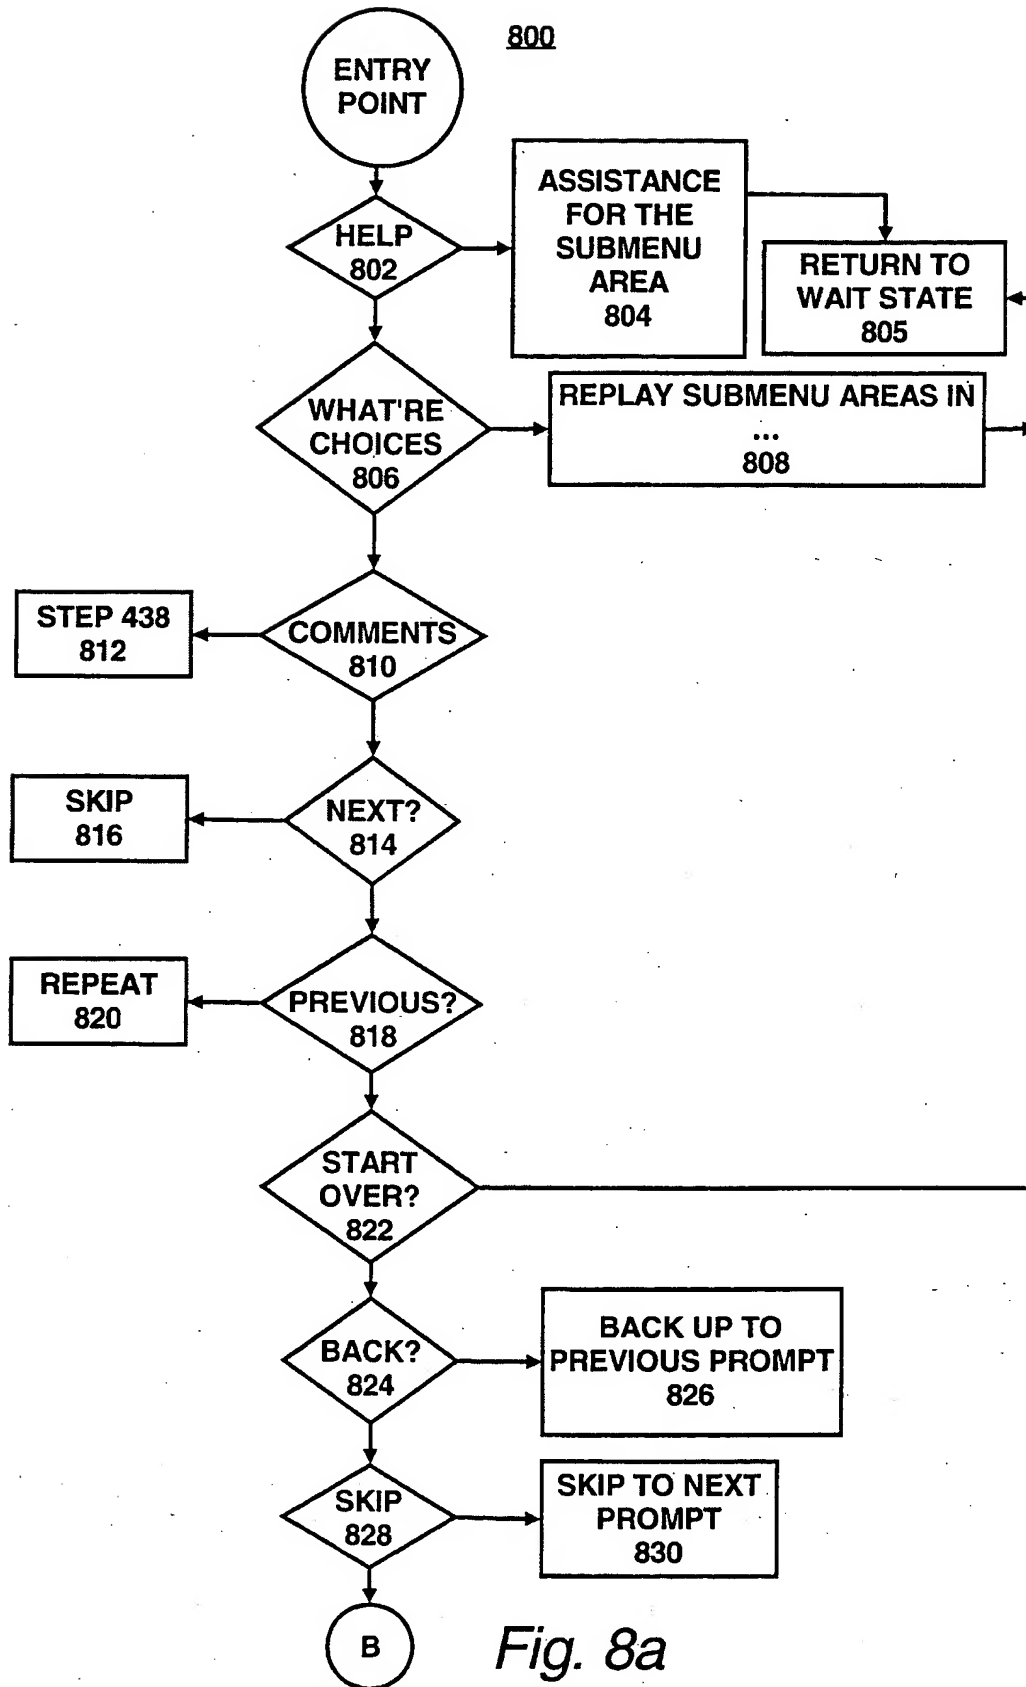 800
ENTRY
POINT
HELP
802
ASSISTANCE
FOR THE
SUBMENU
AREA
804
RETURN TO
WAIT STATE
805
WHAT'RE
CHOICES
806
REPLAY SUBMENU AREAS IN
...
808
COMMENTS
810
STEP 438
812
NEXT?
814
SKIP
816
PREVIOUS?
818
REPEAT
820
START
OVER?
822
BACK?
824
BACK UP TO
PREVIOUS PROMPT
826
SKIP
828
SKIP TO NEXT
PROMPT
830
B
Fig. 8a